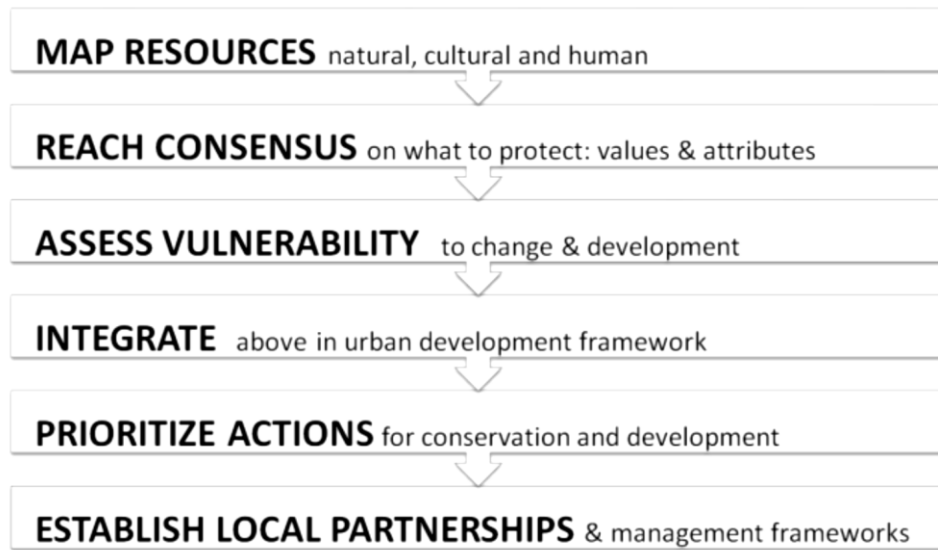 MAP RESOURCES natural, cultural and human
REACH CONSENSUS on what to protect: values & attributes
ASSESS VULNERABILITY to change & development
INTEGRATE above in urban development framework
PRIORITIZE ACTIONS for conservation and development
ESTABLISH LOCAL PARTNERSHIPS & management frameworks